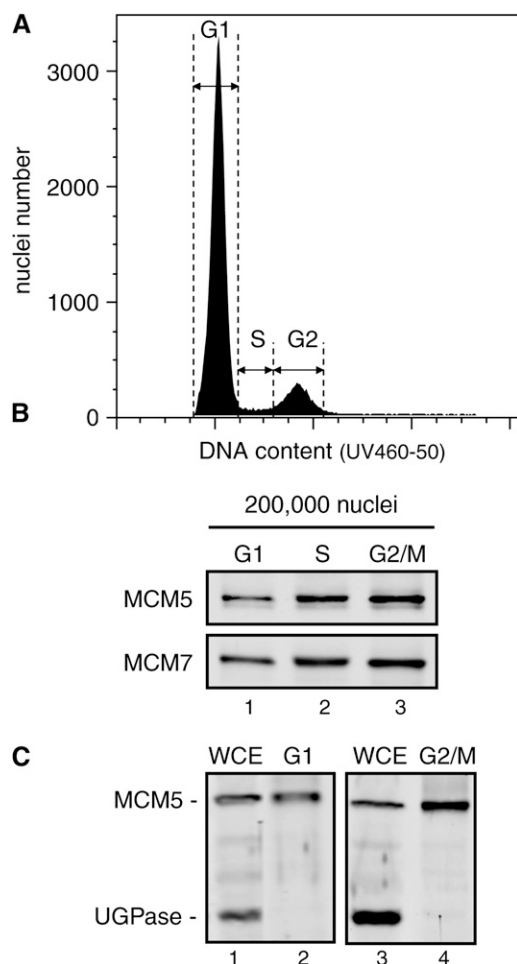 A
G1
3000
2000
1000
0
nuclei number
S G2
DNA content (UV460-50)
B
200,000 nuclei
G1 S G2/M
MCM5
MCM7
1 2 3
C
WCE G1 WCE G2/M
MCM5 -
UGPase -
1 2 3 4